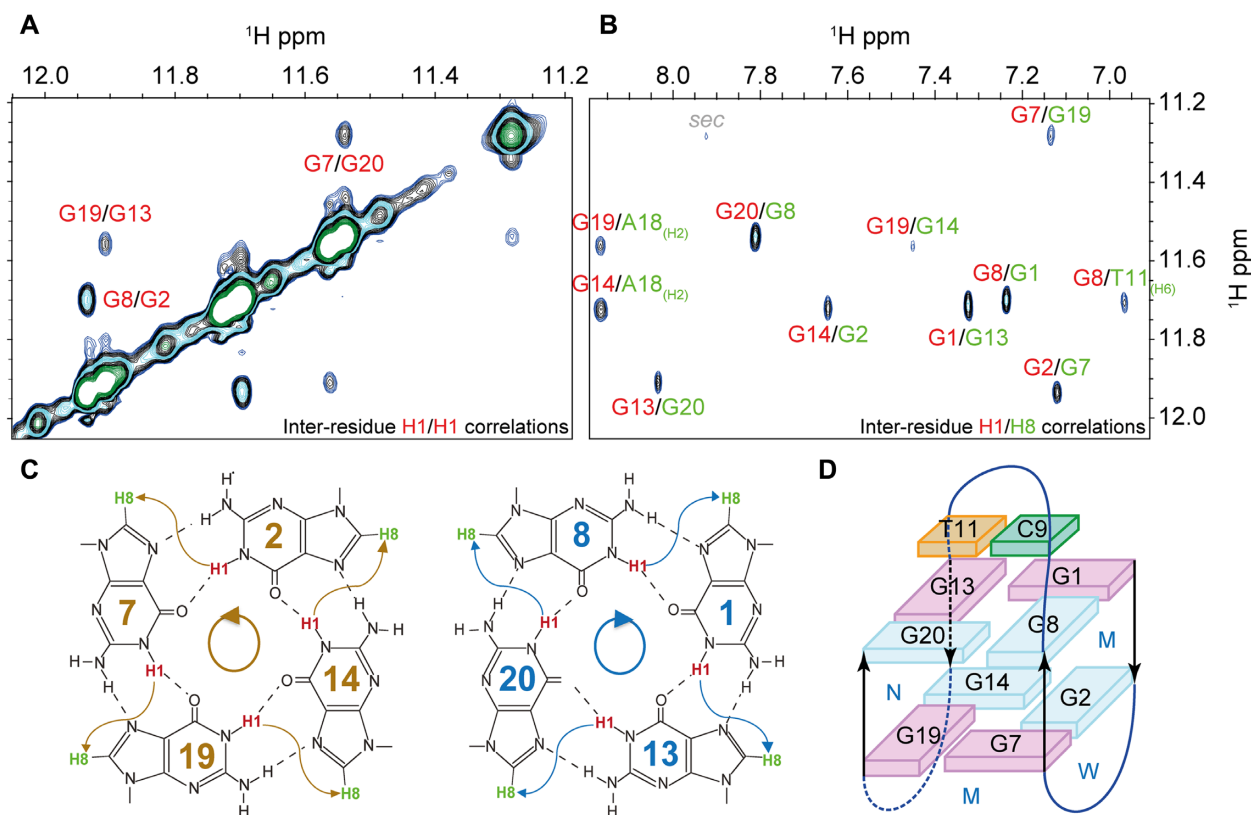 A
¹H ppm
12.0 11.8 11.6 11.4 11.2
G7/G20
G19/G13
G8/G2
Inter-residue H1/H1 correlations
B
¹H ppm
8.0 7.8 7.6 7.4 7.2 7.0
11.2
11.4
11.6
11.8
12.0
¹H ppm
sec
G7/G19
G19/A18(H2)
G20/G8
G19/G14
G14/A18(H2)
G8/G1
G8/T11(H6)
G14/G2
G1/G13
G2/G7
G13/G20
Inter-residue H1/H8 correlations
C
H8
H
H
N
N
N
N
N
2
H8
H1
O
H1
N
N
N
N
N
7
O
H
H
H1
H
H
N
N
N
N
N
14
O
H8
O
H1
N
N
N
N
N
19
H
H
H8
H8
H
H
N
N
N
N
N
8
H1
O
H8
N
N
N
N
N
1
O
H1
H
H
H
H
N
N
N
N
N
20
H1
O
H8
O
H1
N
N
N
N
N
13
H
H
H8
D
T11
C9
G13
G1
G20
G8
M
N
G14
G2
G19
G7
W
M